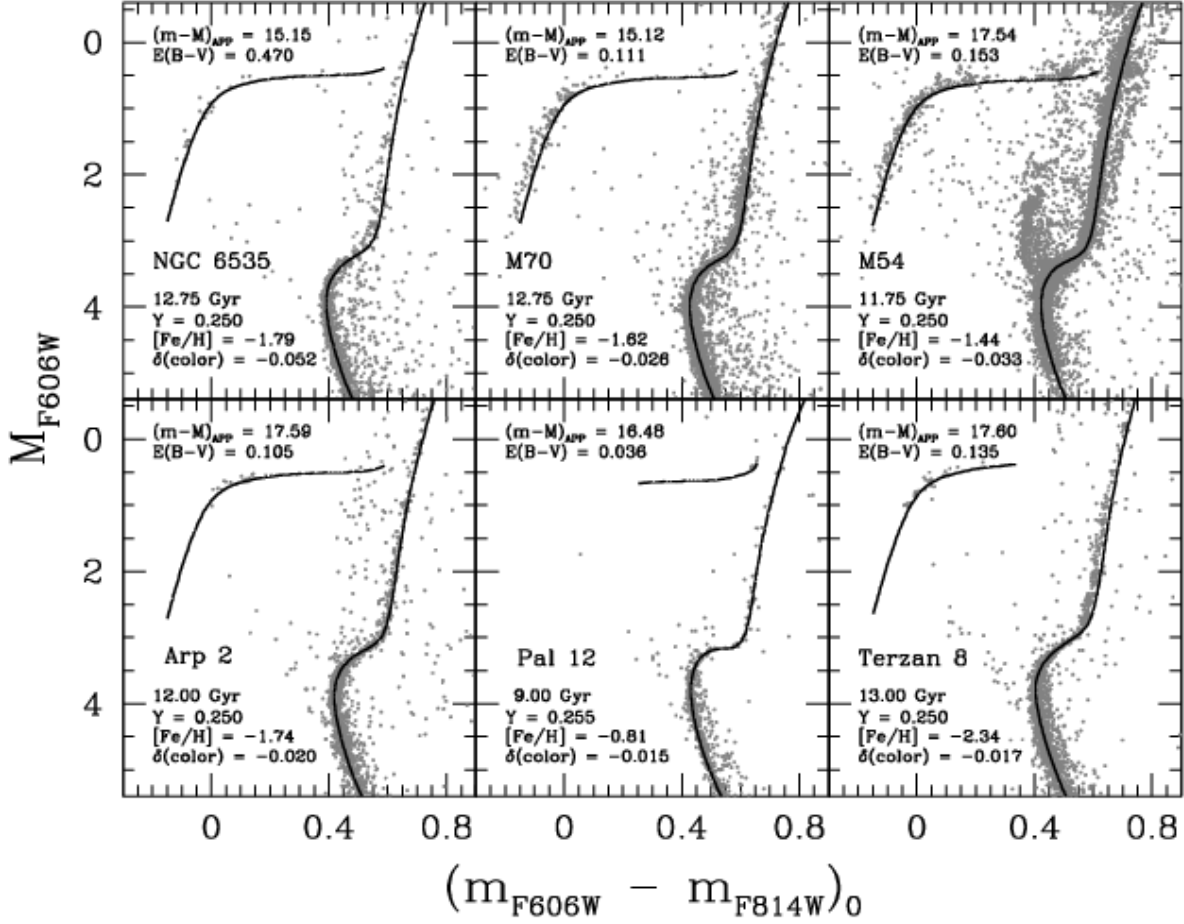 (m-M)APP = 15.15
E(B-V) = 0.470
NGC 6535
12.75 Gyr
Y = 0.250
[Fe/H] = -1.79
δ(color) = -0.052
(m-M)APP = 15.12
E(B-V) = 0.111
M70
12.75 Gyr
Y = 0.250
[Fe/H] = -1.62
δ(color) = -0.026
(m-M)APP = 17.54
E(B-V) = 0.153
M54
11.75 Gyr
Y = 0.250
[Fe/H] = -1.44
δ(color) = -0.033
0
2
4
MF606W
(m-M)APP = 17.59
E(B-V) = 0.105
Arp 2
12.00 Gyr
Y = 0.250
[Fe/H] = -1.74
δ(color) = -0.020
(m-M)APP = 16.48
E(B-V) = 0.036
Pal 12
9.00 Gyr
Y = 0.255
[Fe/H] = -0.81
δ(color) = -0.015
(m-M)APP = 17.60
E(B-V) = 0.135
Terzan 8
13.00 Gyr
Y = 0.250
[Fe/H] = -2.34
δ(color) = -0.017
0
2
4
0 0.4 0.8 0 0.4 0.8 0 0.4 0.8
(mF606W - mF814W)0